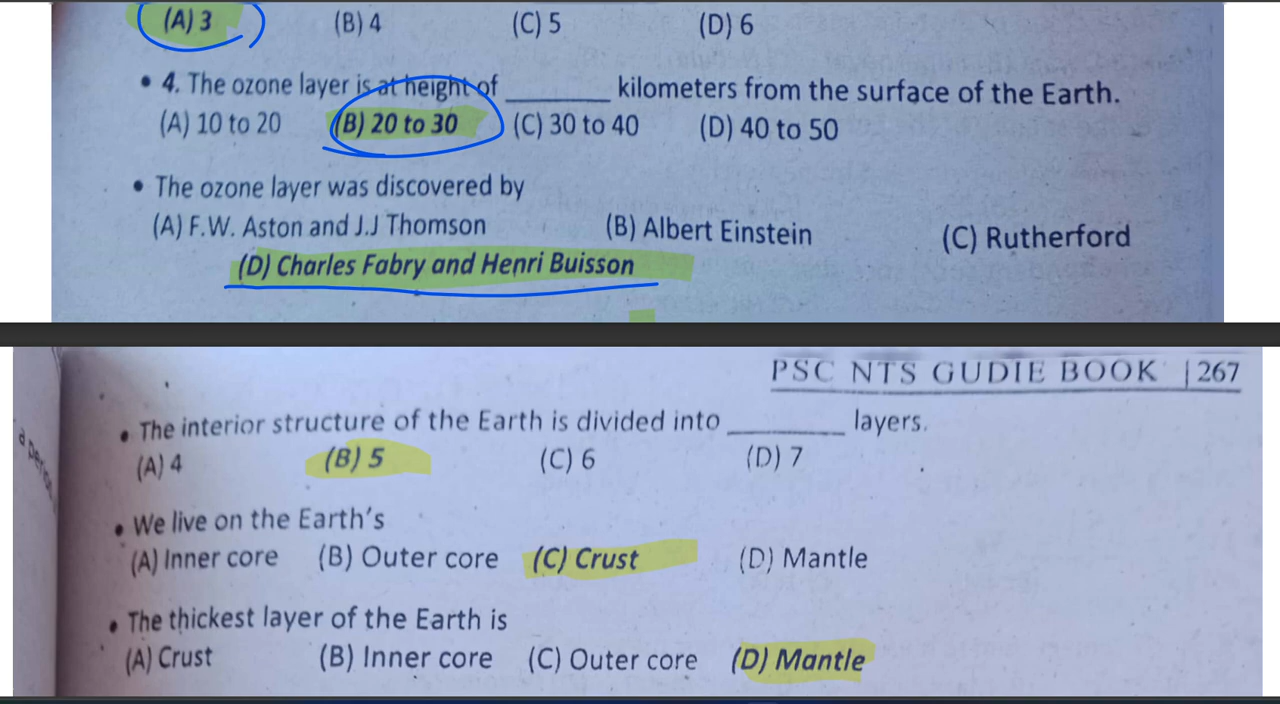 (A) 3 (B) 4 (C) 5 (D) 6
• 4. The ozone layer is at height of ________ kilometers from the surface of the Earth.
(A) 10 to 20 (B) 20 to 30 (C) 30 to 40 (D) 40 to 50
• The ozone layer was discovered by
(A) F.W. Aston and J.J Thomson (B) Albert Einstein (C) Rutherford
(D) Charles Fabry and Henri Buisson
PSC NTS GUDIE BOOK | 267
• The interior structure of the Earth is divided into ________ layers.
(A) 4 (B) 5 (C) 6 (D) 7
• We live on the Earth's
(A) Inner core (B) Outer core (C) Crust (D) Mantle
• The thickest layer of the Earth is
(A) Crust (B) Inner core (C) Outer core (D) Mantle